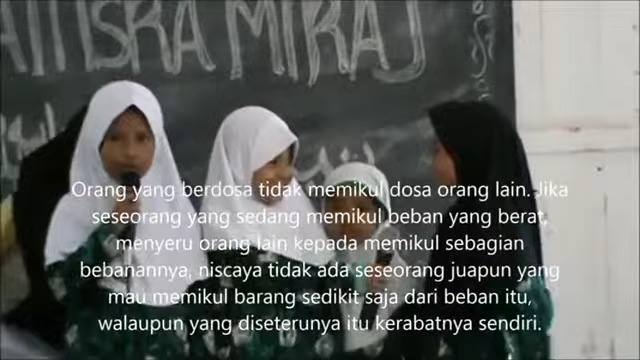 ISRA MIRAJ
Orang yang berdosa tidak memikul dosa orang lain. Jika
seseorang yang sedang memikul beban yang berat,
menyeru orang lain kepada memikul sebagian
bebanannya, niscaya tidak ada seseorang juapun yang
mau memikul barang sedikit saja dari beban itu,
walaupun yang diseterunya itu kerabatnya sendiri.